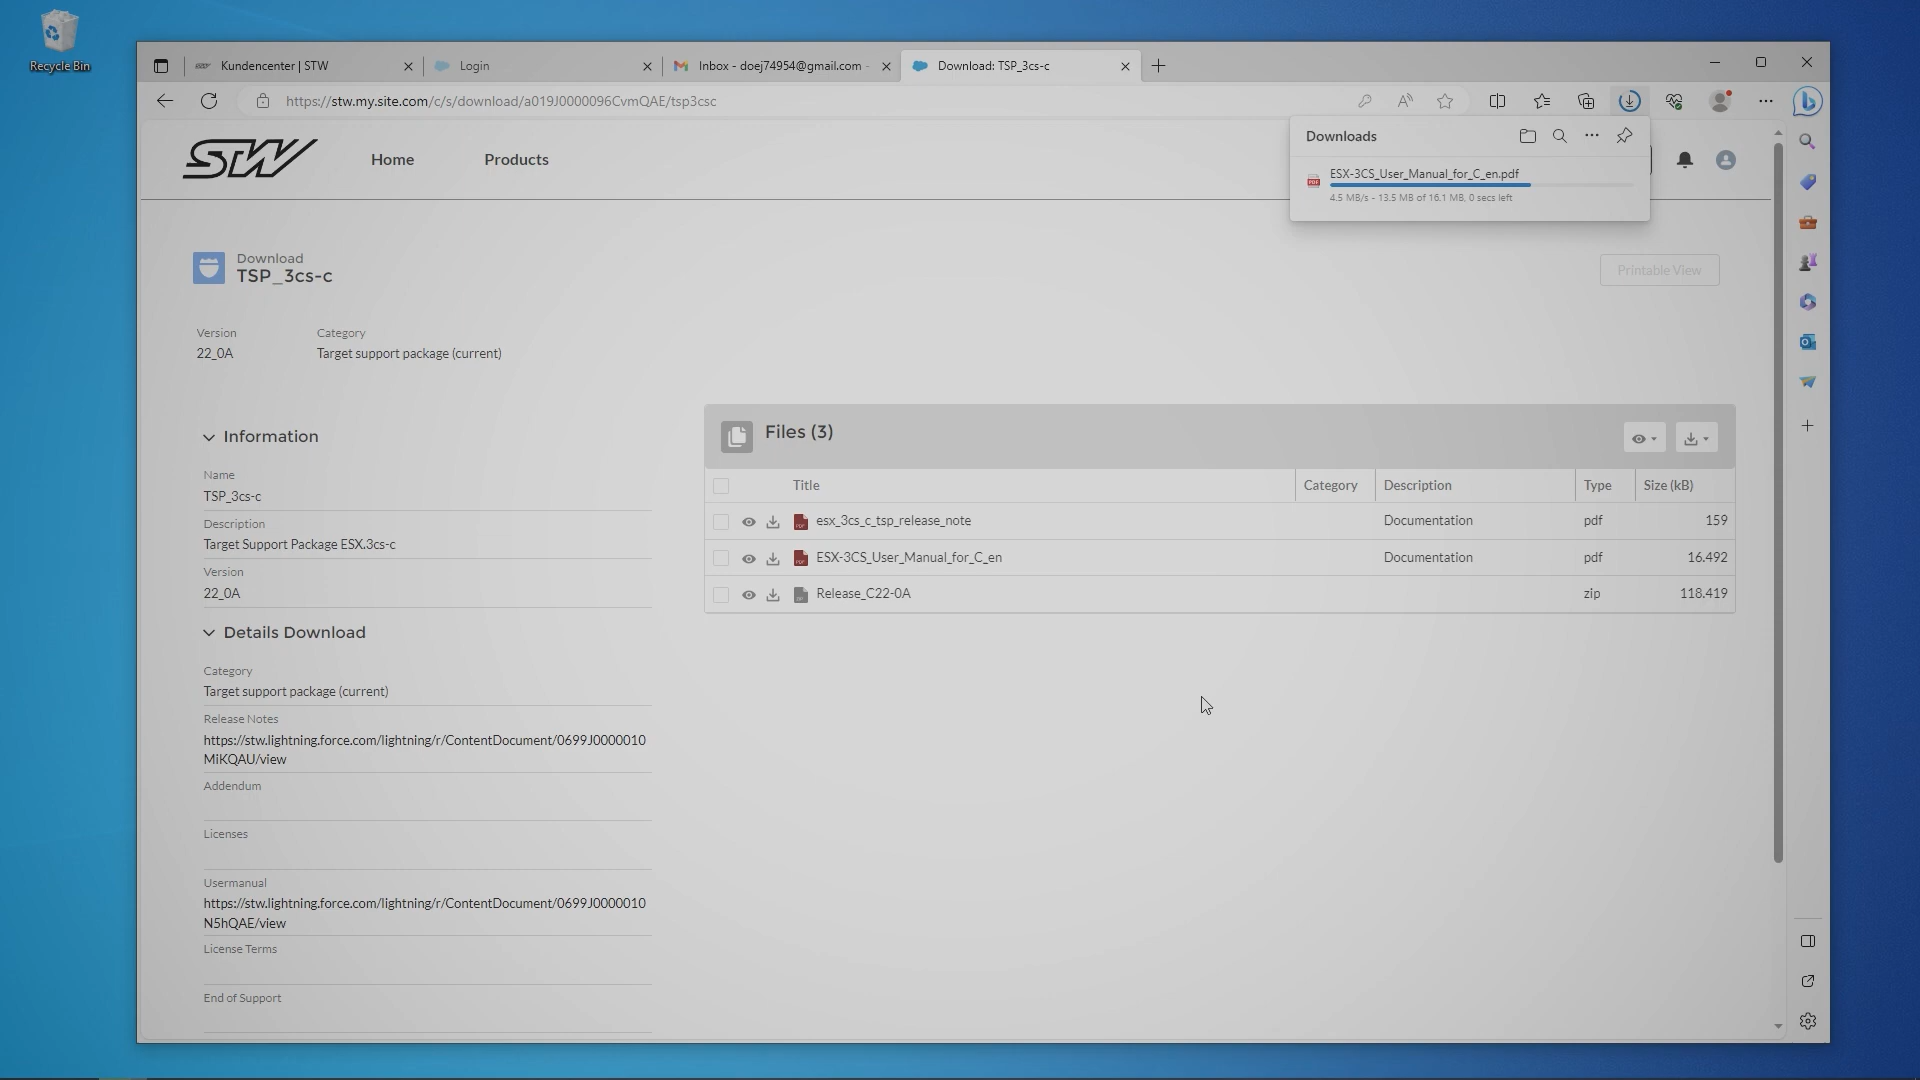 Recycle Bin
Kundencenter | STW
Login
Inbox - doej74954@gmail.com -
Download: TSP_3cs-c
https://stw.my.site.com/c/s/download/a019J0000096CvmQAE/tsp3csc
Downloads
ESX-3CS_User_Manual_for_C_en.pdf
4.5 MB/s - 13.5 MB of 16.1 MB, 0 secs left
STW
Home
Products
Download
TSP_3cs-c
Printable View
Version
Category
22_0A
Target support package (current)
Information
Name
TSP_3cs-c
Description
Target Support Package ESX.3cs-c
Version
22_0A
Details Download
Category
Target support package (current)
Release Notes
https://stw.lightning.force.com/lightning/r/ContentDocument/0699J0000010
MiKQAU/view
Addendum
Licenses
Usermanual
https://stw.lightning.force.com/lightning/r/ContentDocument/0699J0000010
N5hQAE/view
License Terms
End of Support
Files (3)
Title Category Description Type Size (kB)
esx_3cs_c_tsp_release_note Documentation pdf 159
ESX-3CS_User_Manual_for_C_en Documentation pdf 16.492
Release_C22-0A zip 118.419